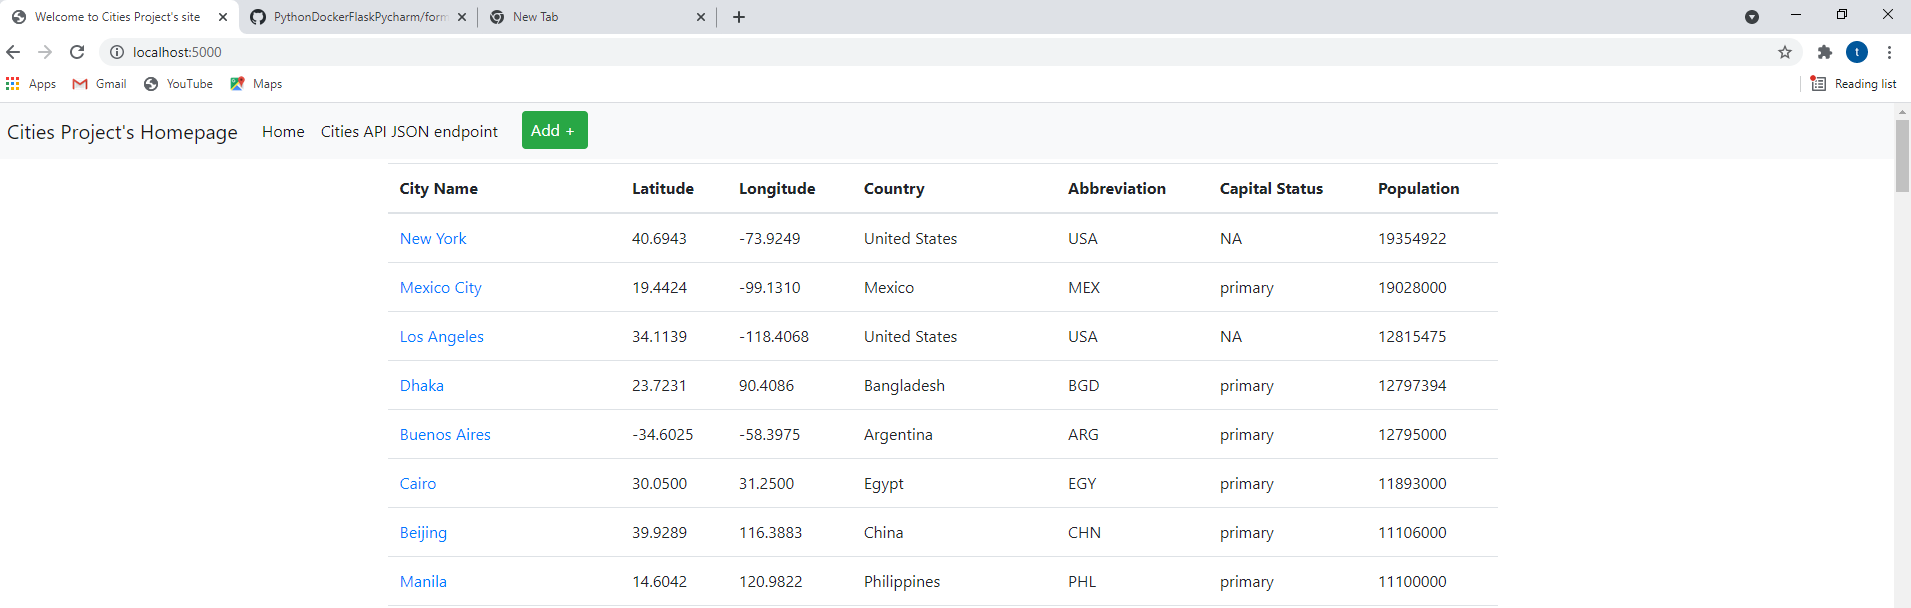 Welcome to Cities Project's site PythonDockerFlaskPycharm/form New Tab
localhost:5000 t
Apps Gmail YouTube Maps Reading list
Cities Project's Homepage Home Cities API JSON endpoint Add +
City Name Latitude Longitude Country Abbreviation Capital Status Population
New York 40.6943 -73.9249 United States USA NA 19354922
Mexico City 19.4424 -99.1310 Mexico MEX primary 19028000
Los Angeles 34.1139 -118.4068 United States USA NA 12815475
Dhaka 23.7231 90.4086 Bangladesh BGD primary 12797394
Buenos Aires -34.6025 -58.3975 Argentina ARG primary 12795000
Cairo 30.0500 31.2500 Egypt EGY primary 11893000
Beijing 39.9289 116.3883 China CHN primary 11106000
Manila 14.6042 120.9822 Philippines PHL primary 11100000